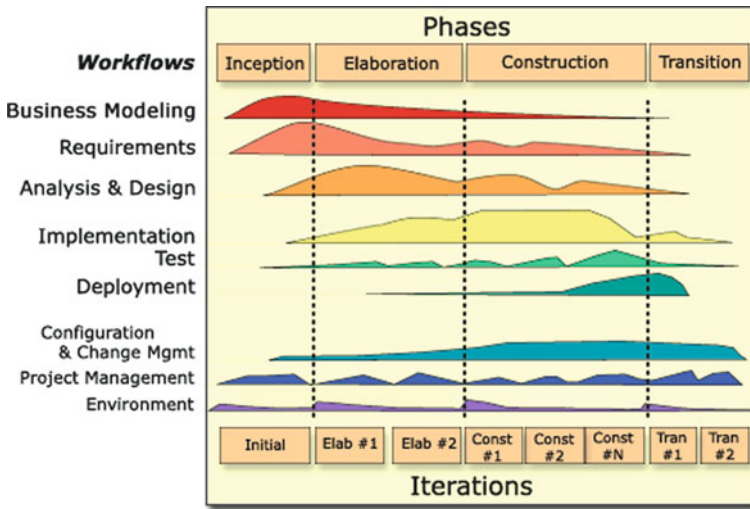 Phases
Workflows
Inception
Elaboration
Construction
Transition
Business Modeling
Requirements
Analysis & Design
Implementation
Test
Deployment
Configuration
& Change Mgmt
Project Management
Environment
Initial
Elab #1
Elab #2
Const
#1
Const
#2
Const
#N
Tran
#1
Tran
#2
Iterations